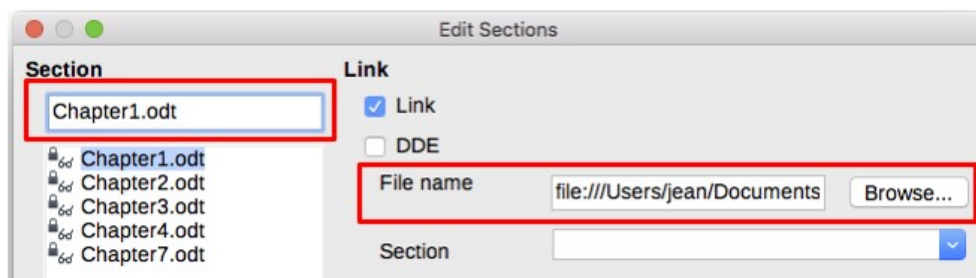 Edit Sections
Section
Chapter1.odt
Chapter1.odt
Chapter2.odt
Chapter3.odt
Chapter4.odt
Chapter7.odt
Link
Link
DDE
File name file:///Users/jean/Documents Browse...
Section